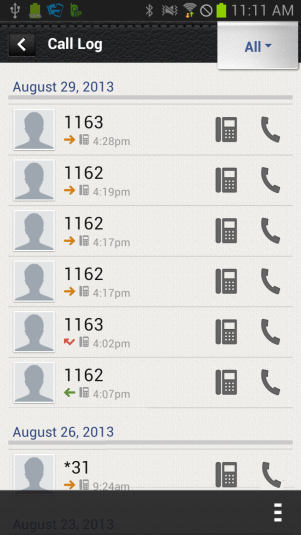 11:11 AM
Call Log
All
August 29, 2013
1163
4:28pm
1162
4:19pm
1162
4:17pm
1162
4:17pm
1163
4:02pm
1162
4:07pm
August 26, 2013
*31
9:24am
August 23, 2013